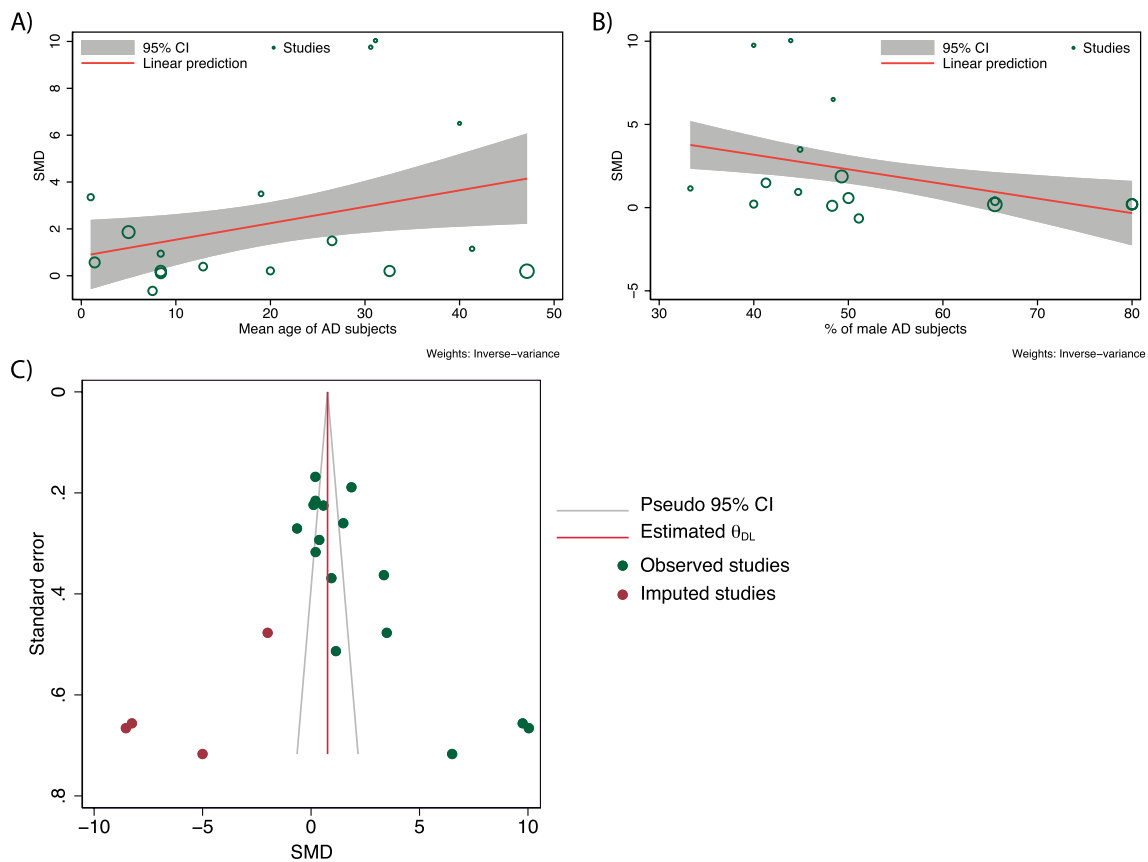 A)
95% CI
Studies
Linear prediction
SMD
10
8
6
4
2
0
0 10 20 30 40 50
Mean age of AD subjects
Weights: Inverse−variance
B)
95% CI
Studies
Linear prediction
SMD
10
5
0
−5
30 40 50 60 70 80
% of male AD subjects
Weights: Inverse−variance
C)
Standard error
0
.2
.4
.6
.8
−10 −5 0 5 10
SMD
Pseudo 95% CI
Estimated θDL
Observed studies
Imputed studies